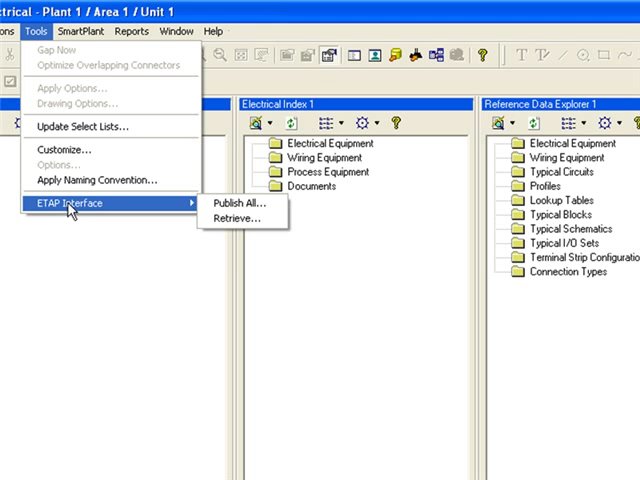 ctrical - Plant 1 / Area 1 / Unit 1
ons Tools SmartPlant Reports Window Help
Gap Now
Optimize Overlapping Connectors
Apply Options...
Drawing Options...
Update Select Lists...
Customize...
Options...
Apply Naming Convention...
ETAP Interface
Publish All...
Retrieve...
Electrical Index 1
Electrical Equipment
Wiring Equipment
Process Equipment
Documents
Reference Data Explorer 1
Electrical Equipment
Wiring Equipment
Typical Circuits
Profiles
Lookup Tables
Typical Blocks
Typical Schematics
Typical I/O Sets
Terminal Strip Configuratio
Connection Types